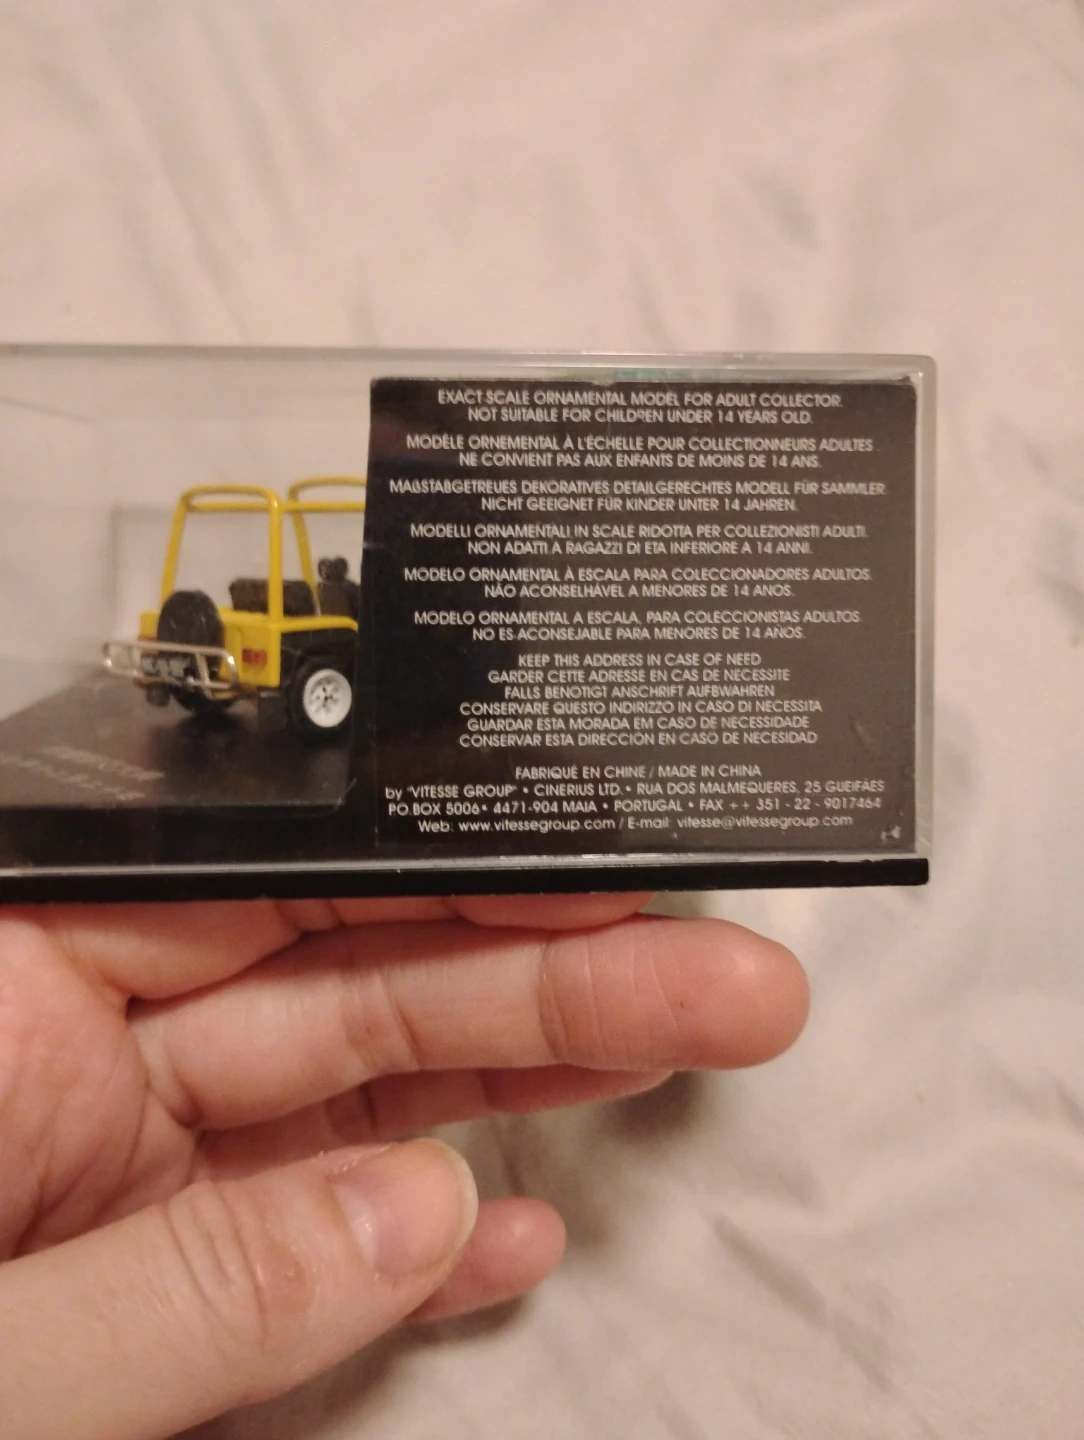 EXACT SCALE ORNAMENTAL MODEL FOR ADULT COLLECTOR.
NOT SUITABLE FOR CHILDREN UNDER 14 YEARS OLD.
MODÈLE ORNEMENTAL À L'ÉCHELLE POUR COLLECTIONNEURS ADULTES.
NE CONVIENT PAS AUX ENFANTS DE MOINS DE 14 ANS.
MAßSTABGETREUES DEKORATIVES DETAILGERECHTES MODELL FÜR SAMMLER.
NICHT GEEIGNET FÜR KINDER UNTER 14 JAHREN.
MODELLI ORNAMENTALI IN SCALE RIDOTTA PER COLLEZIONISTI ADULTI.
NON ADATTI A RAGAZZI DI ETA INFERIORE A 14 ANNI.
MODELO ORNAMENTAL À ESCALA PARA COLECCIONADORES ADULTOS.
NÃO ACONSELHÁVEL A MENORES DE 14 ANOS.
MODELO ORNAMENTAL A ESCALA, PARA COLECCIONISTAS ADULTOS.
NO ES ACONSEJABLE PARA MENORES DE 14 AÑOS.
KEEP THIS ADDRESS IN CASE OF NEED
GARDER CETTE ADRESSE EN CAS DE NECESSITE
FALLS BENÖTIGT ANSCHRIFT AUFBWAHREN
CONSERVARE QUESTO INDIRIZZO IN CASO DI NECESSITA
GUARDAR ESTA MORADA EM CASO DE NECESSIDADE
CONSERVAR ESTA DIRECCIÓN EN CASO DE NECESIDAD
FABRIQUÉ EN CHINE / MADE IN CHINA
by "VITESSE GROUP" • CINERIUS LTD. • RUA DOS MALMEQUERES, 25 GUEIFÃES
P.O.BOX 5006 • 4471-904 MAIA • PORTUGAL • FAX ++ 351 - 22 - 9017464
Web: www.vitessegroup.com / E-mail: vitesse@vitessegroup.com